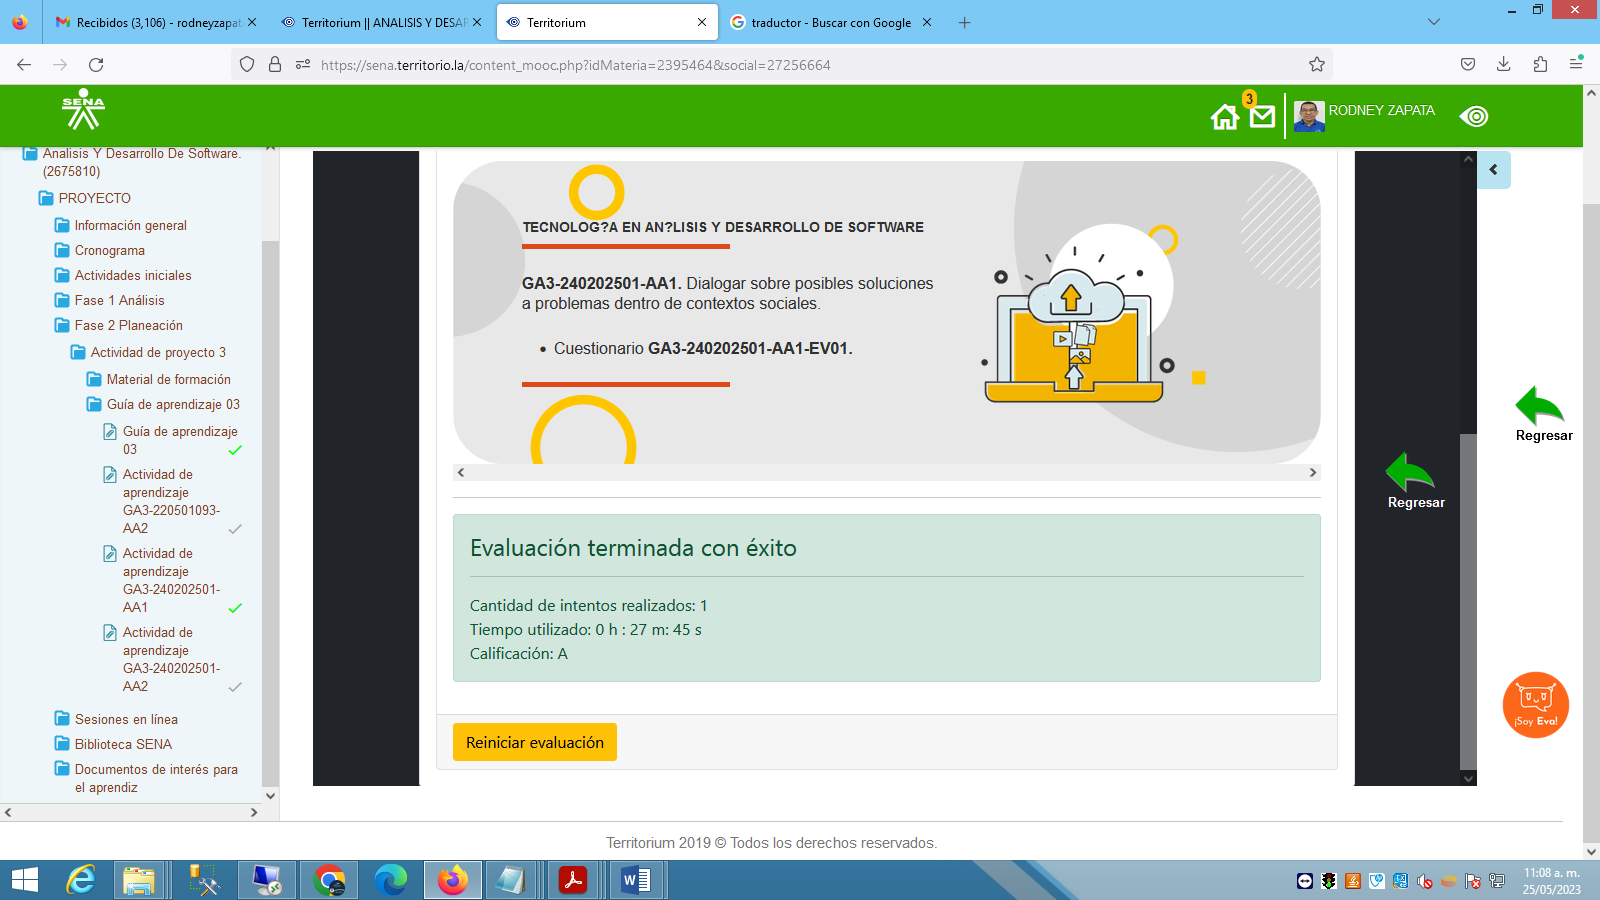 Recibidos (3,106) - rodneyzapat
Territorium || ANALISIS Y DESAR
Territorium
traductor - Buscar con Google
https://sena.territorio.la/content_mooc.php?idMateria=2395464&social=27256664
SENA
3
RODNEY ZAPATA
Analisis Y Desarrollo De Software.
(2675810)
PROYECTO
Información general
Cronograma
Actividades iniciales
Fase 1 Análisis
Fase 2 Planeación
Actividad de proyecto 3
Material de formación
Guía de aprendizaje 03
Guía de aprendizaje
03
Actividad de
aprendizaje
GA3-220501093-
AA2
Actividad de
aprendizaje
GA3-240202501-
AA1
Actividad de
aprendizaje
GA3-240202501-
AA2
Sesiones en línea
Biblioteca SENA
Documentos de interés para
el aprendiz
TECNOLOG?A EN AN?LISIS Y DESARROLLO DE SOFTWARE
GA3-240202501-AA1. Dialogar sobre posibles soluciones
a problemas dentro de contextos sociales.
• Cuestionario GA3-240202501-AA1-EV01.
Evaluación terminada con éxito
Cantidad de intentos realizados: 1
Tiempo utilizado: 0 h : 27 m: 45 s
Calificación: A
Reiniciar evaluación
Regresar
Regresar
¡Soy Eva!
Territorium 2019 © Todos los derechos reservados.
11:08 a. m.
25/05/2023